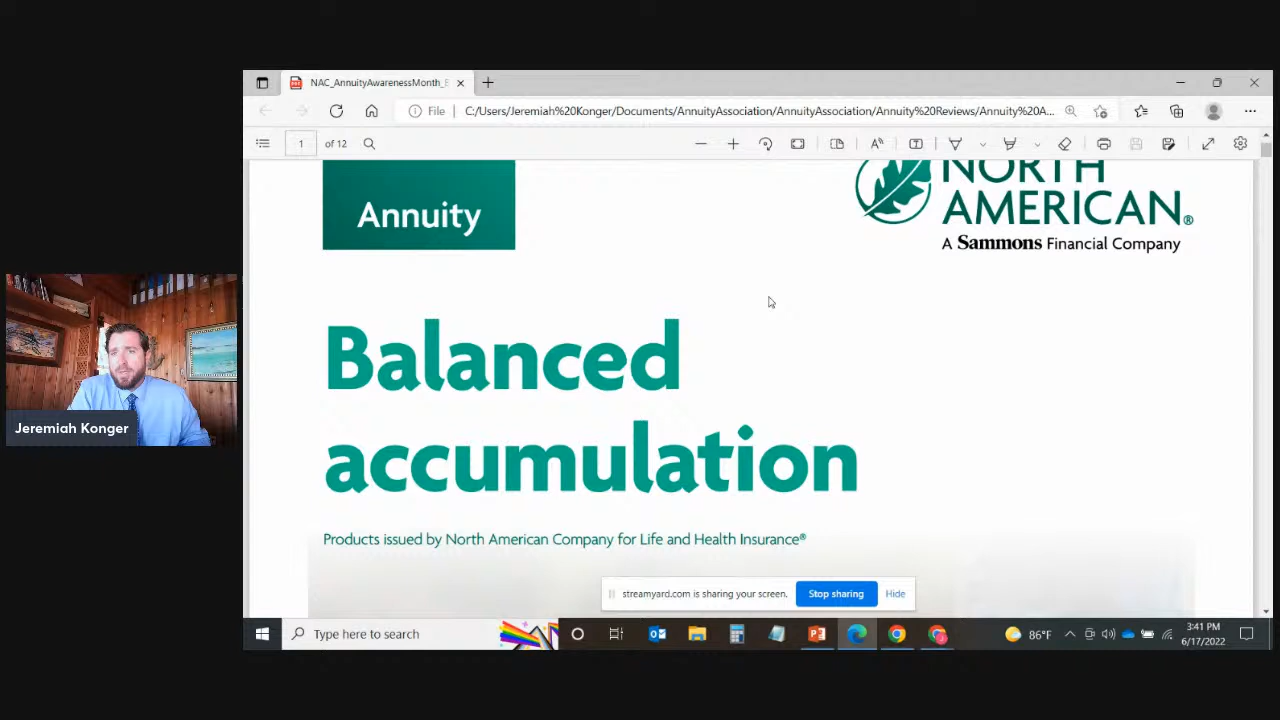 NAC_AnnuityAwarenessMonth_E
File
C:/Users/Jeremiah%20Konger/Documents/AnnuityAssociation/AnnuityAssociation/Annuity%20Reviews/Annuity%20A...
1 of 12
Annuity
NORTH
AMERICAN®
A Sammons Financial Company
Balanced
accumulation
Products issued by North American Company for Life and Health Insurance®
Jeremiah Konger
streamyard.com is sharing your screen.
Stop sharing
Hide
Type here to search
86°F
3:41 PM
6/17/2022